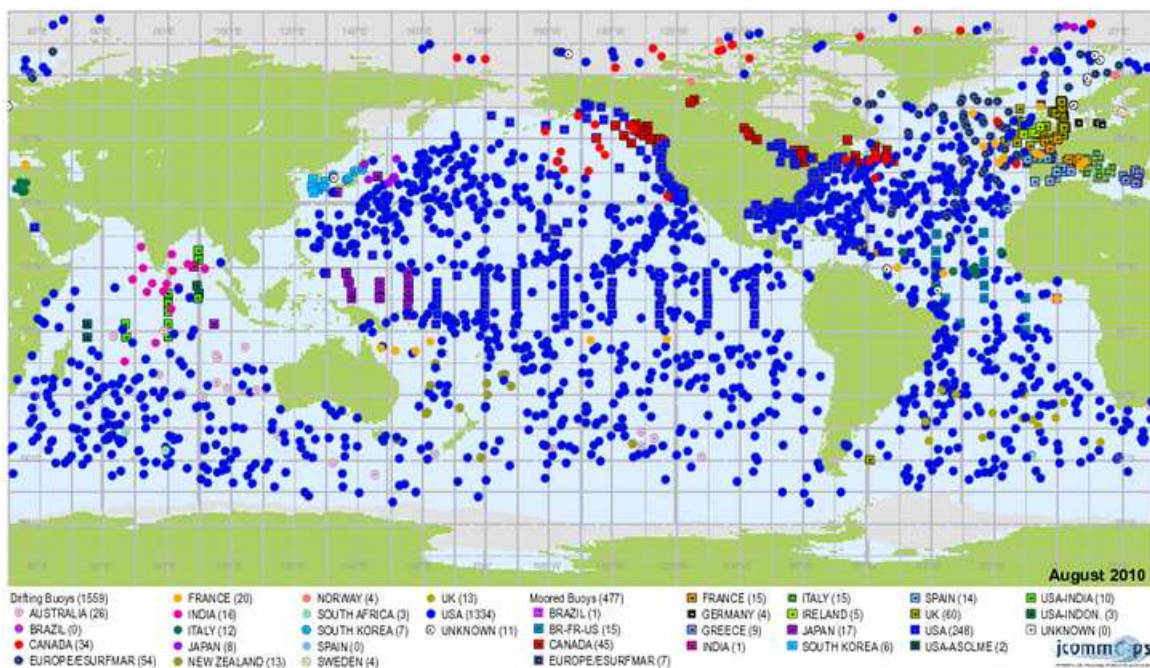 August 2010
Drifting Buoys (1559)
AUSTRALIA (26)
BRAZIL (0)
CANADA (34)
EUROPE/ESURFMAR (54)
FRANCE (20)
INDIA (16)
ITALY (12)
JAPAN (8)
NEW ZEALAND (13)
NORWAY (4)
SOUTH AFRICA (3)
SOUTH KOREA (7)
SPAIN (0)
SWEDEN (4)
UK (13)
USA (1334)
UNKNOWN (11)
Moored Buoys (477)
BRAZIL (1)
BR-FR-US (15)
CANADA (45)
EUROPE/ESURFMAR (7)
FRANCE (15)
GERMANY (4)
GREECE (9)
INDIA (1)
ITALY (15)
IRELAND (5)
JAPAN (17)
SOUTH KOREA (6)
SPAIN (14)
UK (60)
USA (248)
USA-ASCLME (2)
USA-INDIA (10)
USA-INDON. (3)
UNKNOWN (0)
jcommops